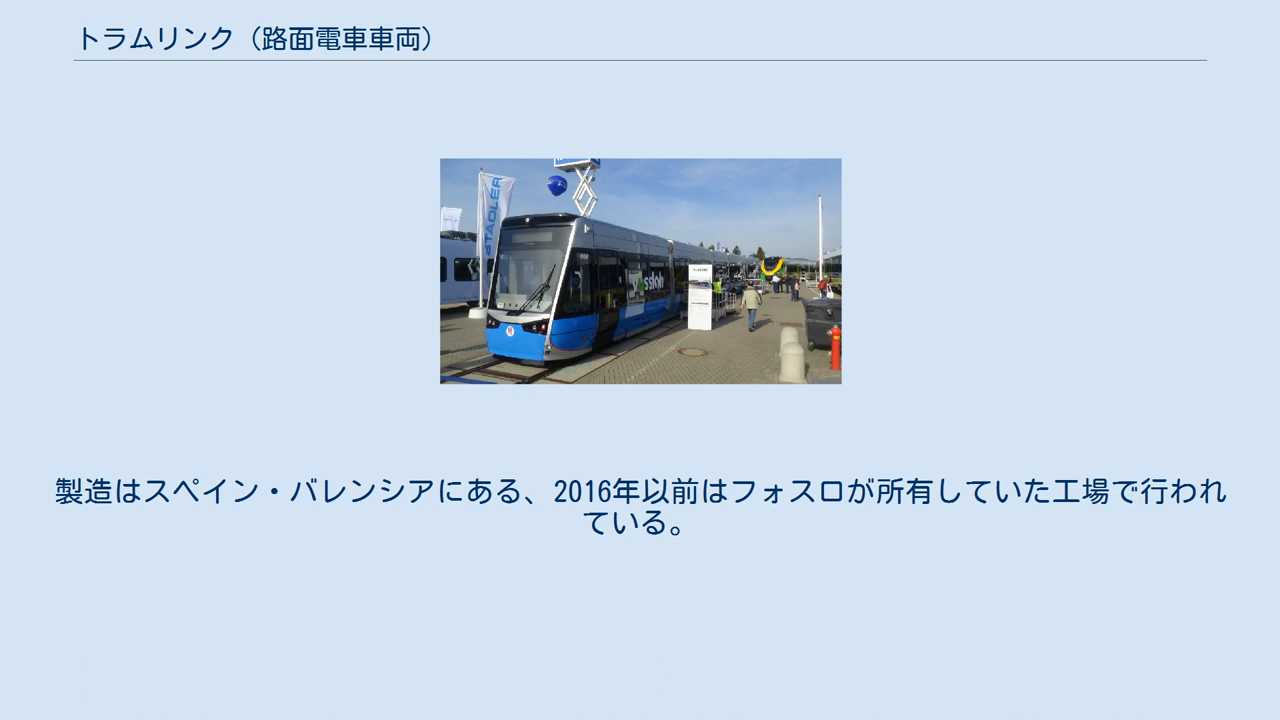 トラムリンク（路面電車車両）
STADLER
vossloh
製造はスペイン・バレンシアにある、2016年以前はフォスロが所有していた工場で行われ
ている。